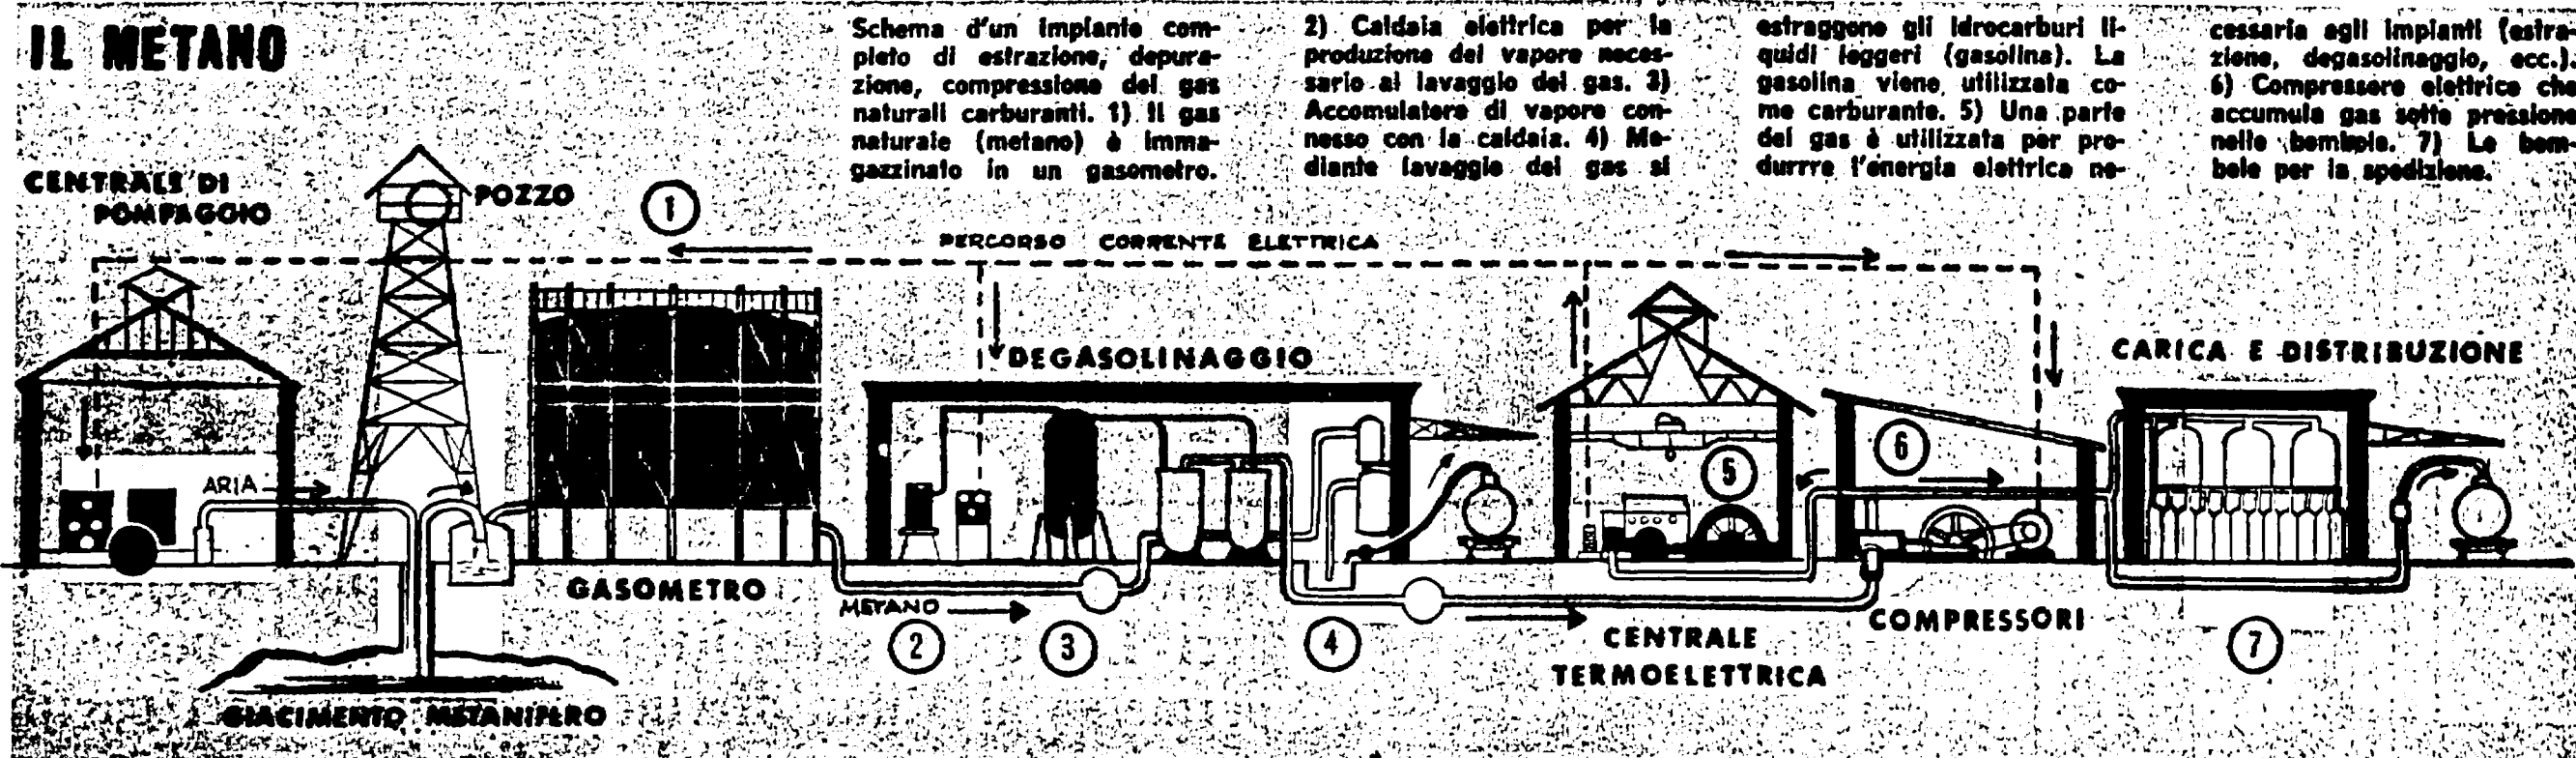 IL METANO
Schema d'un impianto com-
pleto di estrazione, depura-
zione, compressione dei gas
naturali carburanti. 1) Il gas
naturale (metano) è imma-
gazzinato in un gasometro.
2) Caldaia elettrica per la
produzione del vapore neces-
sario al lavaggio del gas. 3)
Accumulatore di vapore con-
nesso con la caldaia. 4) Me-
diante lavaggio del gas si
estraggono gli idrocarburi li-
quidi leggeri (gasolina). La
gasolina viene utilizzata co-
me carburante. 5) Una parte
del gas è utilizzata per pro-
durrre l'énergia elettrica ne-
cessaria agli impianti (estra-
zione, degasolinaggio, ecc.).
6) Compressore elettrico che
accumula gas sotto pressione
nelle bombole. 7) Le bom-
bole per la spedizione.
CENTRALE DI
POMPAGGIO
POZZO
1
PERCORSO CORRENTE ELETTRICA
DEGASOLINAGGIO
CARICA E DISTRIBUZIONE
ARIA
5
6
GASOMETRO
METANO
2
3
4
CENTRALE
TERMOELETTRICA
COMPRESSORI
7
GIACIMENTO METANIFERO